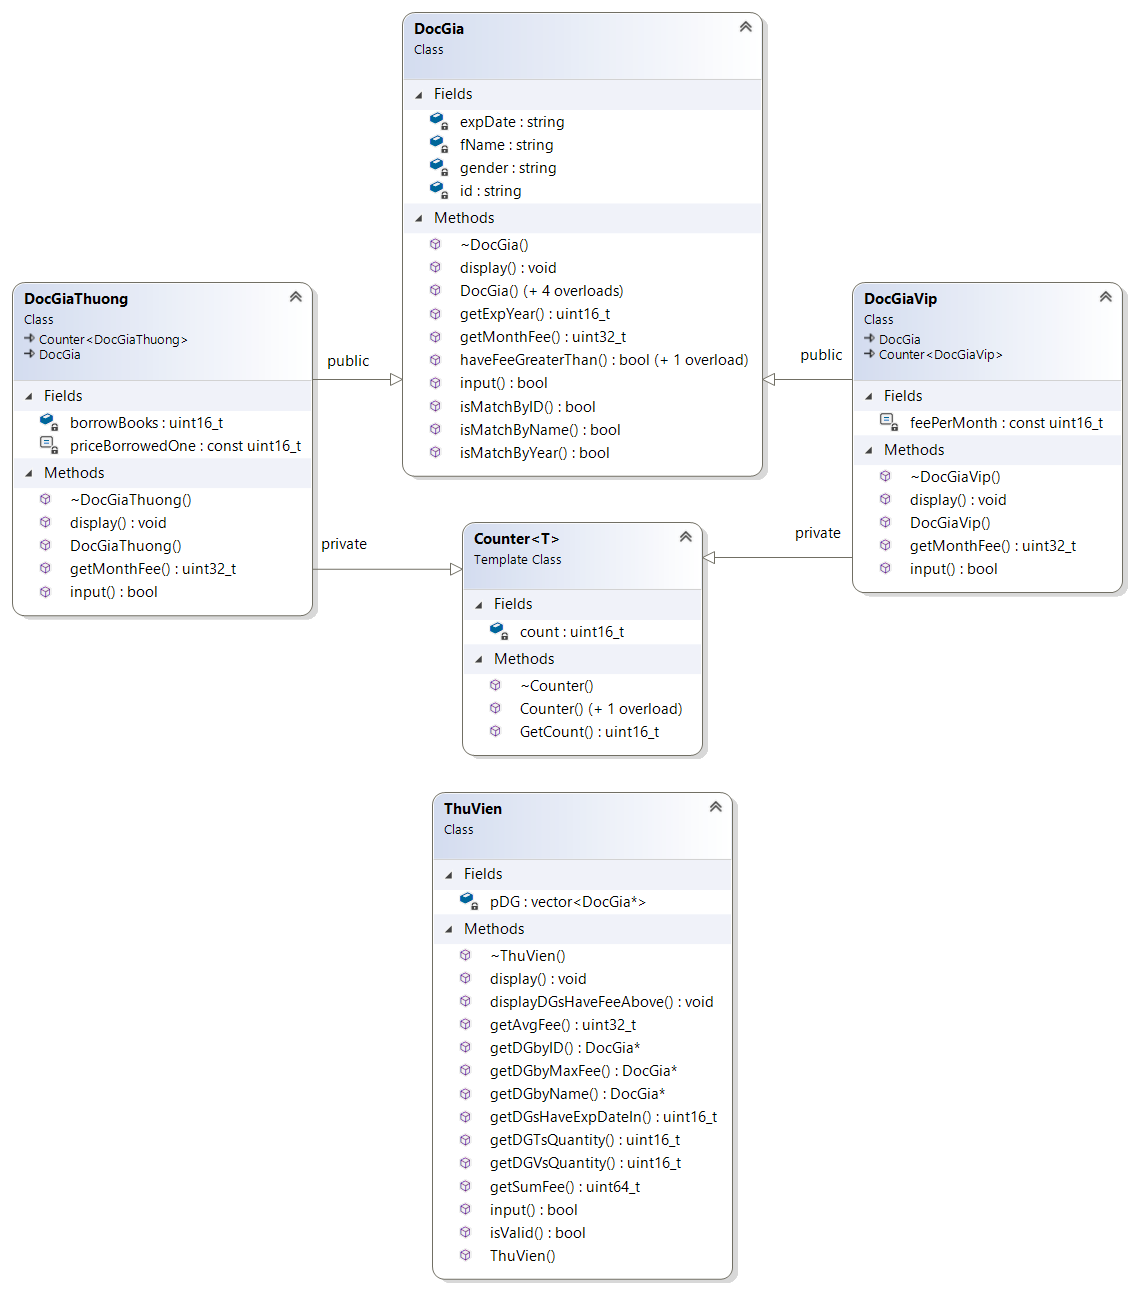 DocGia
Class
Fields
expDate : string
fName : string
gender : string
id : string
Methods
~DocGia()
display() : void
DocGia() (+ 4 overloads)
getExpYear() : uint16_t
getMonthFee() : uint32_t
haveFeeGreaterThan() : bool (+ 1 overload)
input() : bool
isMatchByID() : bool
isMatchByName() : bool
isMatchByYear() : bool
DocGiaThuong
Class
Counter<DocGiaThuong>
DocGia
Fields
borrowBooks : uint16_t
priceBorrowedOne : const uint16_t
Methods
~DocGiaThuong()
display() : void
DocGiaThuong()
getMonthFee() : uint32_t
input() : bool
public
private
public
private
DocGiaVip
Class
DocGia
Counter<DocGiaVip>
Fields
feePerMonth : const uint16_t
Methods
~DocGiaVip()
display() : void
DocGiaVip()
getMonthFee() : uint32_t
input() : bool
Counter<T>
Template Class
Fields
count : uint16_t
Methods
~Counter()
Counter() (+ 1 overload)
GetCount() : uint16_t
ThuVien
Class
Fields
pDG : vector<DocGia*>
Methods
~ThuVien()
display() : void
displayDGsHaveFeeAbove() : void
getAvgFee() : uint32_t
getDGbyID() : DocGia*
getDGbyMaxFee() : DocGia*
getDGbyName() : DocGia*
getDGsHaveExpDateIn() : uint16_t
getDGTsQuantity() : uint16_t
getDGVsQuantity() : uint16_t
getSumFee() : uint64_t
input() : bool
isValid() : bool
ThuVien()